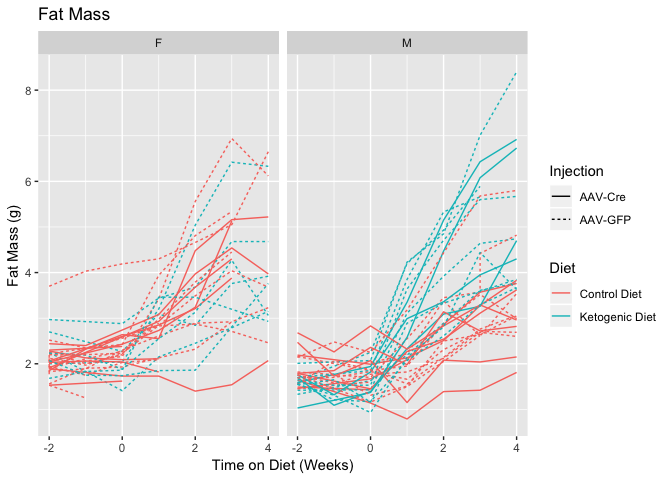 Fat Mass
F
M
8
6
4
2
-2
0
2
4
-2
0
2
4
Time on Diet (Weeks)
Fat Mass (g)
Injection
AAV-Cre
AAV-GFP
Diet
Control Diet
Ketogenic Diet